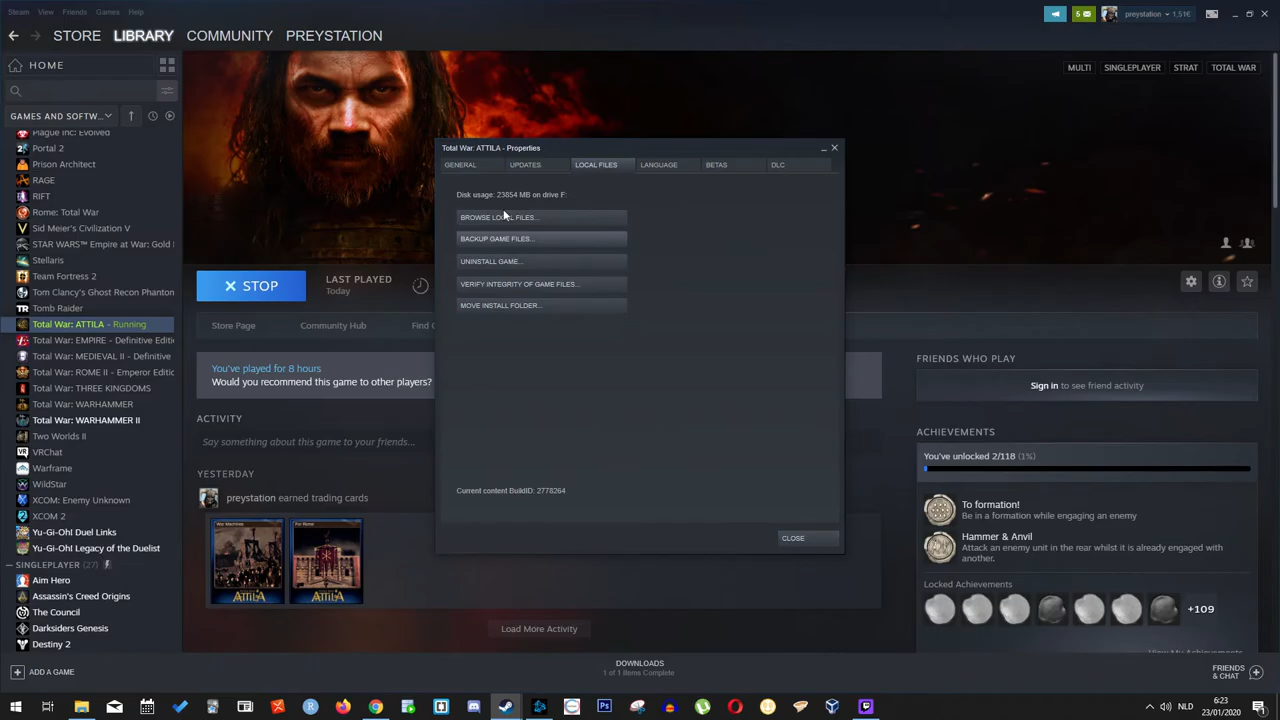 Steam View Friends Games Help
5 preystation 1,51€
STORE LIBRARY COMMUNITY PREYSTATION
HOME
MULTI SINGLEPLAYER STRAT TOTAL WAR
GAMES AND SOFTW...
Plague Inc: Evolved
Portal 2
Prison Architect
RAGE
RIFT
Rome: Total War
Sid Meier's Civilization V
STAR WARS™ Empire at War: Gold
Team Fortress 2
Tom Clancy's Ghost Recon Phantom
Tomb Raider
Total War: ATTILA - Running
Total War: EMPIRE - Definitive Editi
Total War: MEDIEVAL II - Definitive
Total War: ROME II - Emperor Editic
Total War: THREE KINGDOMS
Total War: WARHAMMER
Total War: WARHAMMER II
Two Worlds II
VRChat
Warframe
WildStar
XCOM: Enemy Unknown
XCOM 2
Yu-Gi-Oh! Duel Links
Yu-Gi-Oh! Legacy of the Duelist
SINGLEPLAYER (27)
Aim Hero
Assassin's Creed Origins
The Council
Darksiders Genesis
Destiny 2
Total War: ATTILA - Properties
GENERAL UPDATES LOCAL FILES LANGUAGE BETAS DLC
Disk usage: 23854 MB on drive F:
BROWSE LOCAL FILES...
BACKUP GAME FILES...
UNINSTALL GAME...
VERIFY INTEGRITY OF GAME FILES...
MOVE INSTALL FOLDER...
Current content BuildID: 2778264
CLOSE
STOP
LAST PLAYED
Today
Store Page Community Hub Find
You've played for 8 hours
Would you recommend this game to other players?
ACTIVITY
Say something about this game to your friends...
YESTERDAY
preystation earned trading cards
War Machines
For Rome
ATTILA
ATTILA
Load More Activity
FRIENDS WHO PLAY
Sign in to see friend activity
ACHIEVEMENTS
You've unlocked 2/118 (1%)
To formation!
Be in a formation while engaging an enemy
Hammer & Anvil
Attack an enemy unit in the rear whilst it is already engaged with
another.
Locked Achievements
+109
View My Achievements
ADD A GAME
DOWNLOADS
1 of 1 Items Complete
FRIENDS
& CHAT
NLD
6:23
23/01/2020